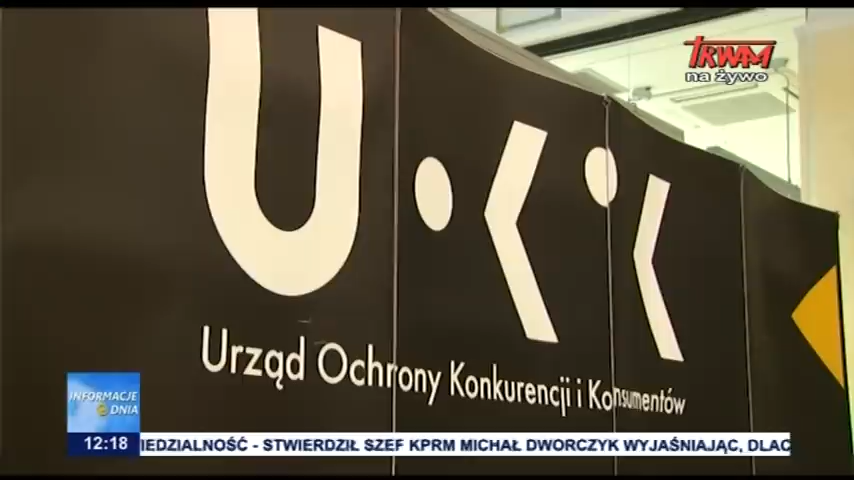 TRWAM
na żywo
U·K·K
Urząd Ochrony Konkurencji i Konsumentów
INFORMACJE
DNIA
12:18
IEDZIALNOŚĆ - STWIERDZIŁ SZEF KPRM MICHAŁ DWORCZYK WYJAŚNIAJĄC, DLAC